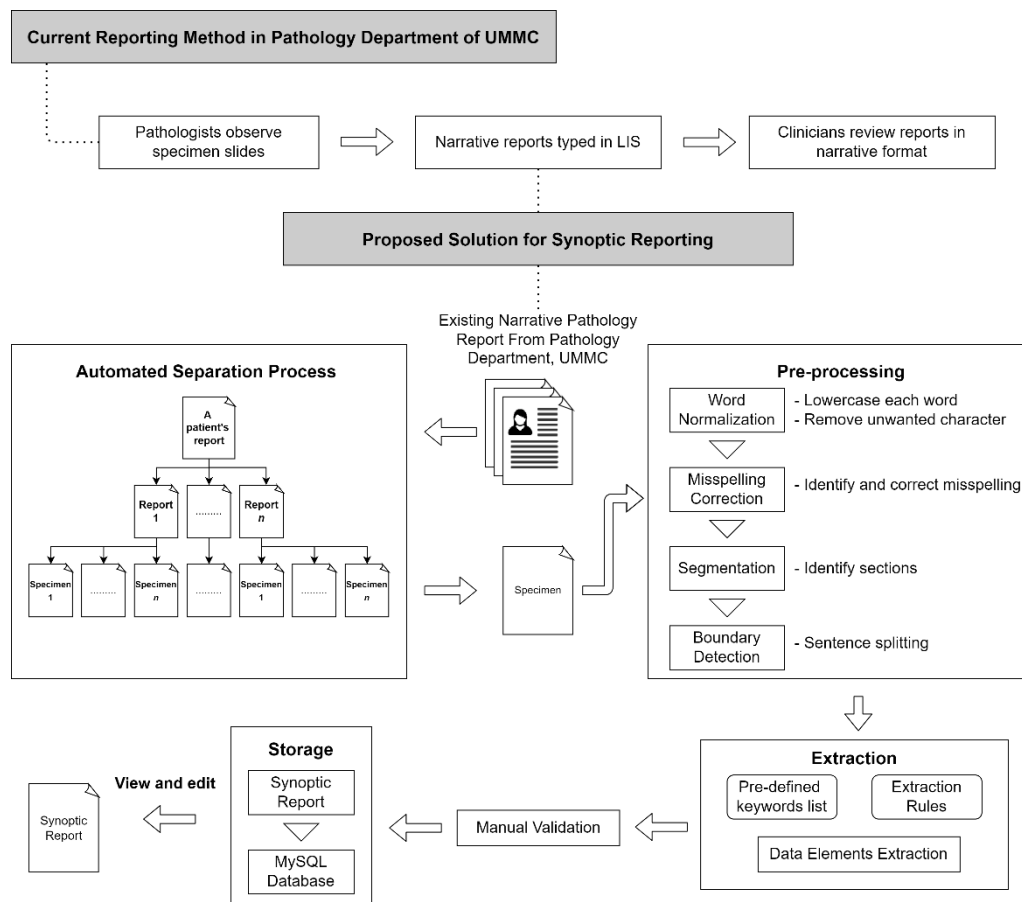 Current Reporting Method in Pathology Department of UMMC
Pathologists observe
specimen slides
Narrative reports typed in LIS
Clinicians review reports in
narrative format
Proposed Solution for Synoptic Reporting
Existing Narrative Pathology
Report From Pathology
Department, UMMC
Automated Separation Process
A
patient's
report
Report
1
.........
Report
n
Specimen
1
.........
Specimen
n
.........
Specimen
1
.........
Specimen
n
Specimen
Pre-processing
Word
Normalization
- Lowercase each word
- Remove unwanted character
Misspelling
Correction
- Identify and correct misspelling
Segmentation
- Identify sections
Boundary
Detection
- Sentence splitting
Extraction
Pre-defined
keywords list
Extraction
Rules
Data Elements Extraction
Manual Validation
Storage
Synoptic
Report
MySQL
Database
View and edit
Synoptic
Report